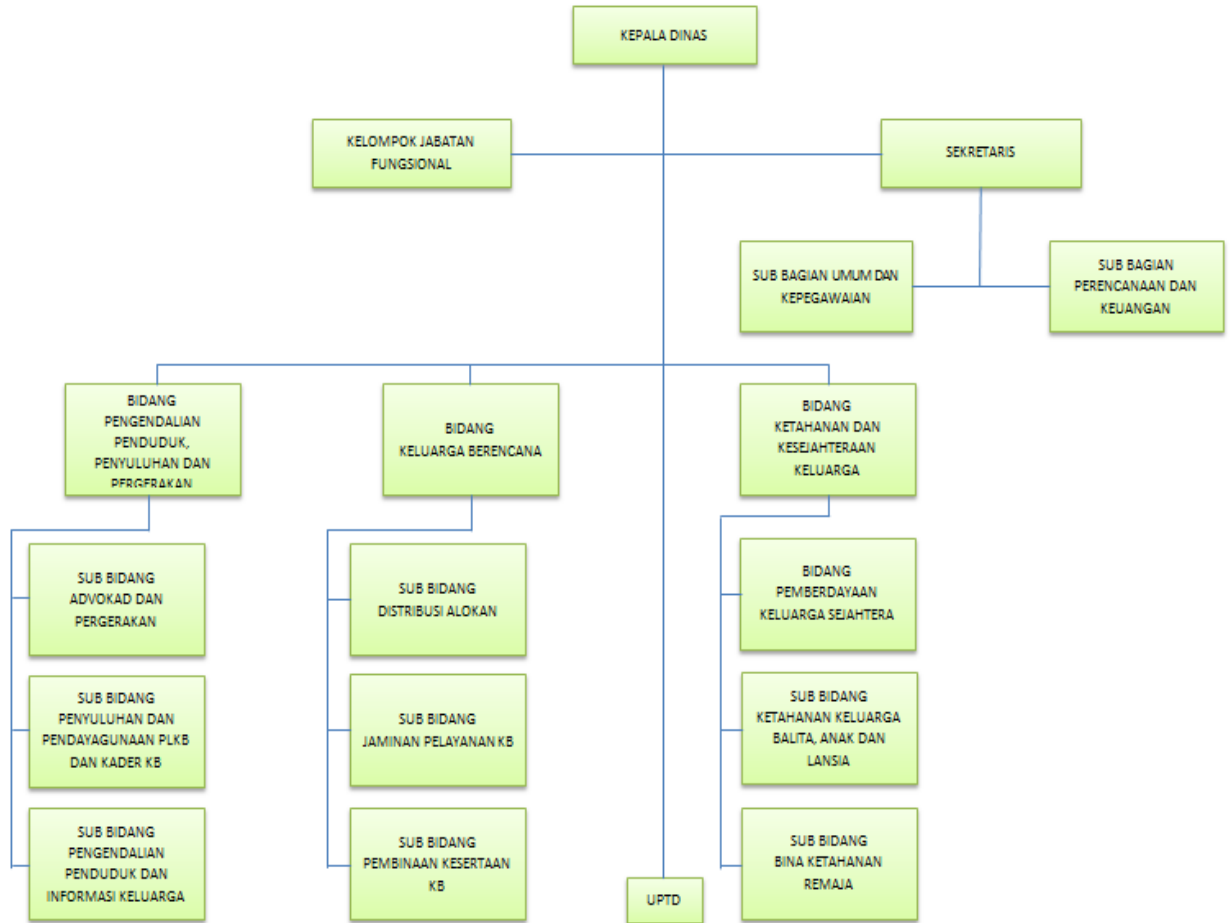 KEPALA DINAS
KELOMPOK JABATAN
FUNGSIONAL
SEKRETARIS
SUB BAGIAN UMUM DAN
KEPEGAWAIAN
SUB BAGIAN
PERENCANAAN DAN
KEUANGAN
BIDANG
PENGENDALIAN
PENDUDUK,
PENYULUHAN DAN
PERGERAKAN
BIDANG
KELUARGA BERENCANA
BIDANG
KETAHANAN DAN
KESEJAHTERAAN
KELUARGA
SUB BIDANG
ADVOKAD DAN
PERGERAKAN
SUB BIDANG
DISTRIBUSI ALOKAN
BIDANG
PEMBERDAYAAN
KELUARGA SEJAHTERA
SUB BIDANG
PENYULUHAN DAN
PENDAYAGUNAAN PLKB
DAN KADER KB
SUB BIDANG
JAMINAN PELAYANAN KB
SUB BIDANG
KETAHANAN KELUARGA
BALITA, ANAK DAN
LANSIA
SUB BIDANG
PENGENDALIAN
PENDUDUK DAN
INFORMASI KELUARGA
SUB BIDANG
PEMBINAAN KESERTAAN
KB
SUB BIDANG
BINA KETAHANAN
REMAJA
UPTD